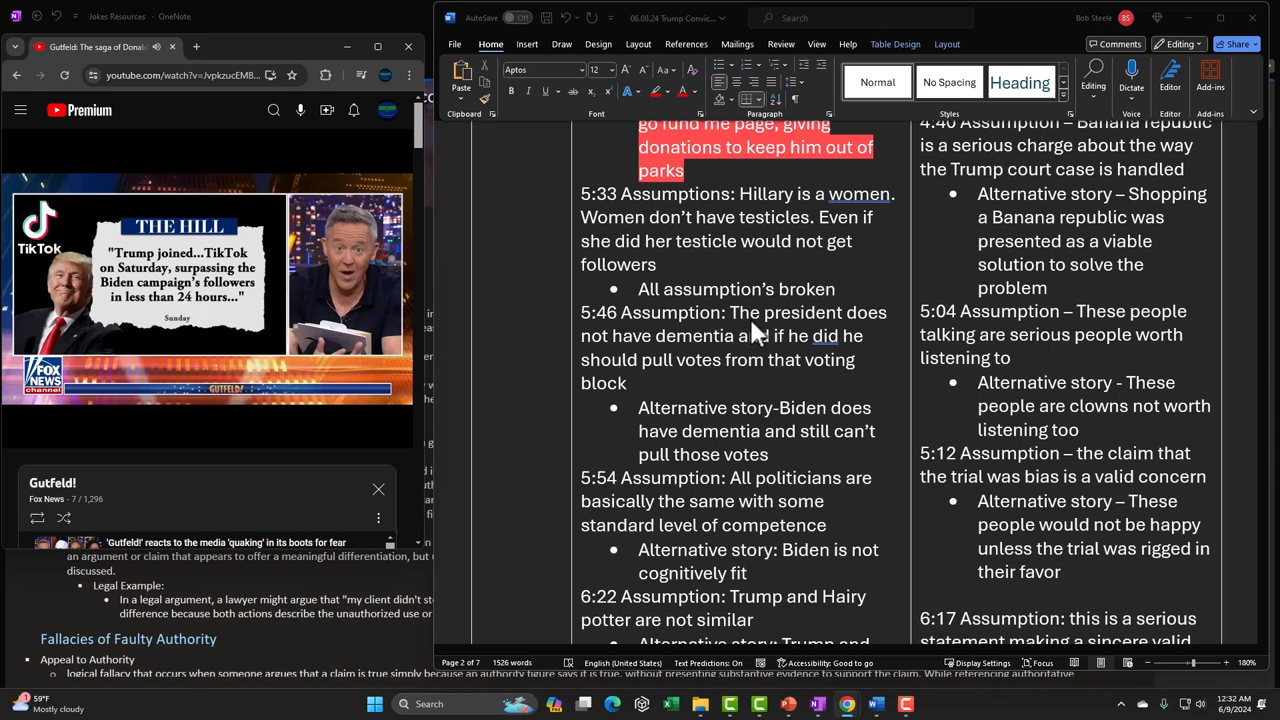 Jokes Resources - OneNote
AutoSave Off
06.08.24 Trump Convic...
Search
Bob Steele
BS
Gutfeld: The saga of Donal
youtube.com/watch?v=JvpkzucEMB...
File Home Insert Draw Design Layout References Mailings Review View Help Table Design Layout
Comments Editing Share
Premium
Paste
Aptos 12
Normal No Spacing Heading
Editing Dictate Editor Add-ins
Clipboard Font Paragraph Styles Voice Editor Add-ins
TikTok
THE HILL
"Trump joined...TikTok
on Saturday, surpassing the
Biden campaign's followers
in less than 24 hours..."
Sunday
FOX
NEWS
channel
GUTFELD!
Gutfeld!
Fox News - 7 / 1,296
'Gutfeld!' reacts to the media 'quaking' in its boots for fear
an argument or claim that appears to offer a meaningful differentiation, but
discussed.
Legal Example:
In a legal argument, a lawyer might argue that "my client didn't st
difference because both actions describe the same illegal activity.
Fallacies of Faulty Authority
Appeal to Authority
logical fallacy that occurs when someone argues that a claim is true simply because an authority figure says it is true, without presenting substantive evidence to support the claim. While referencing authoritative
go fund me page, giving
donations to keep him out of
parks
5:33 Assumptions: Hillary is a women.
Women don't have testicles. Even if
she did her testicle would not get
followers
All assumption's broken
5:46 Assumption: The president does
not have dementia and if he did he
should pull votes from that voting
block
Alternative story-Biden does
have dementia and still can't
pull those votes
5:54 Assumption: All politicians are
basically the same with some
standard level of competence
Alternative story: Biden is not
cognitively fit
6:22 Assumption: Trump and Hairy
potter are not similar
Alternative story: Trump and
4:40 Assumption – Banana republic
is a serious charge about the way
the Trump court case is handled
Alternative story – Shopping
a Banana republic was
presented as a viable
solution to solve the
problem
5:04 Assumption – These people
talking are serious people worth
listening to
Alternative story - These
people are clowns not worth
listening too
5:12 Assumption – the claim that
the trial was bias is a valid concern
Alternative story – These
people would not be happy
unless the trial was rigged in
their favor
6:17 Assumption: this is a serious
statement making a sincere valid
Page 2 of 7 1526 words English (United States) Text Predictions: On Accessibility: Good to go Display Settings Focus 180%
59°F
Mostly cloudy
Search
12:32 AM
6/9/2024